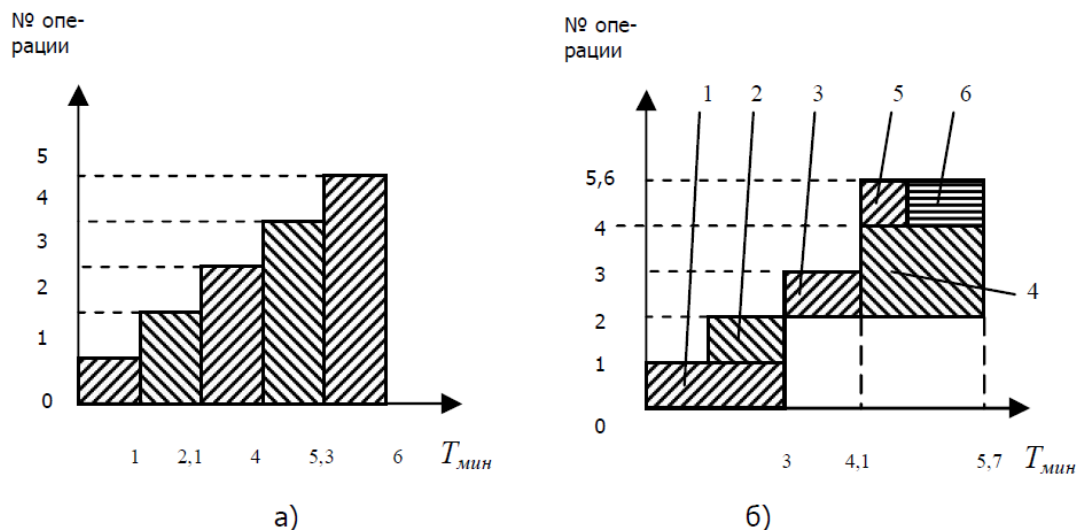 № опе-
рации
5
4
3
2
1
0
1 2,1 4 5,3 6 Tмин
а)
№ опе-
рации
1 2 3 5 6
5,6
4
3
4
2
1
0
3 4,1 5,7 Tмин
б)